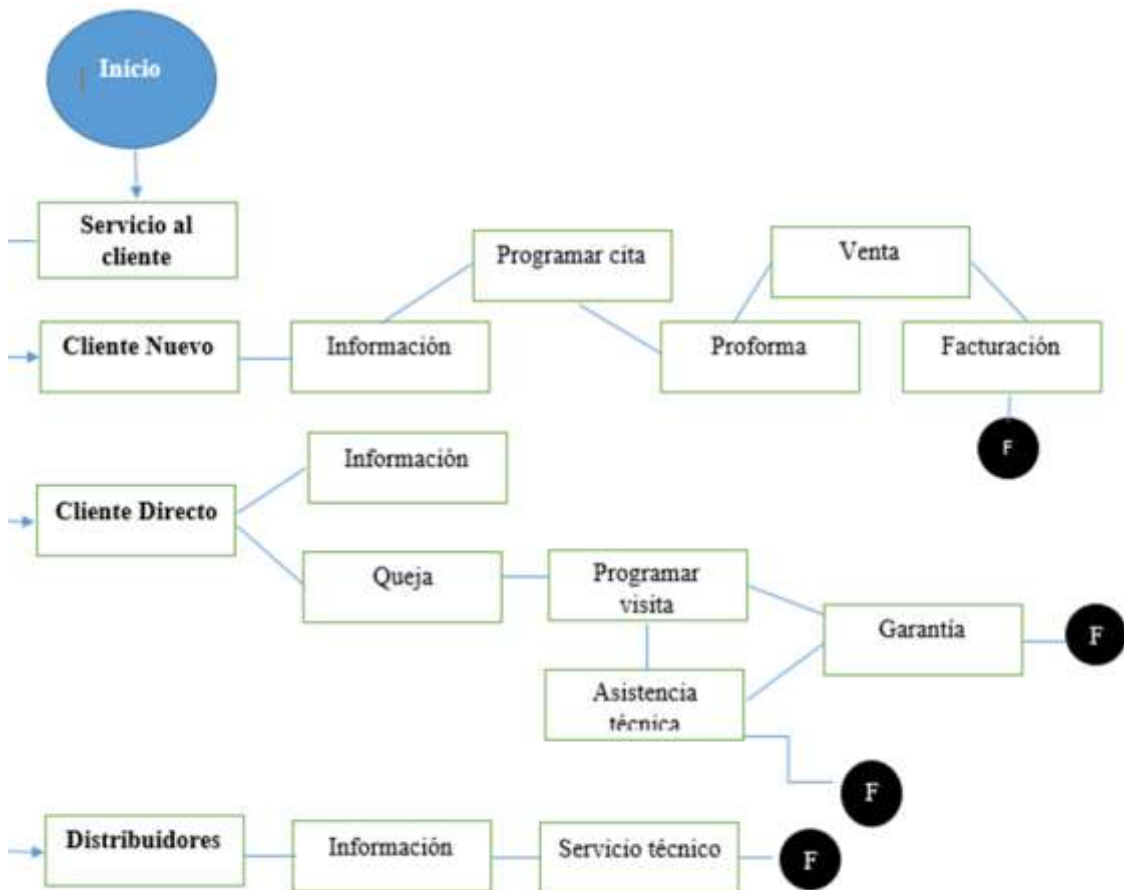 Inicio
Servicio al
cliente
Programar cita
Venta
Cliente Nuevo
Información
Proforma
Facturación
F
Información
Cliente Directo
Queja
Programar
visita
Garantía
F
Asistencia
técnica
F
Distribuidores
Información
Servicio técnico
F